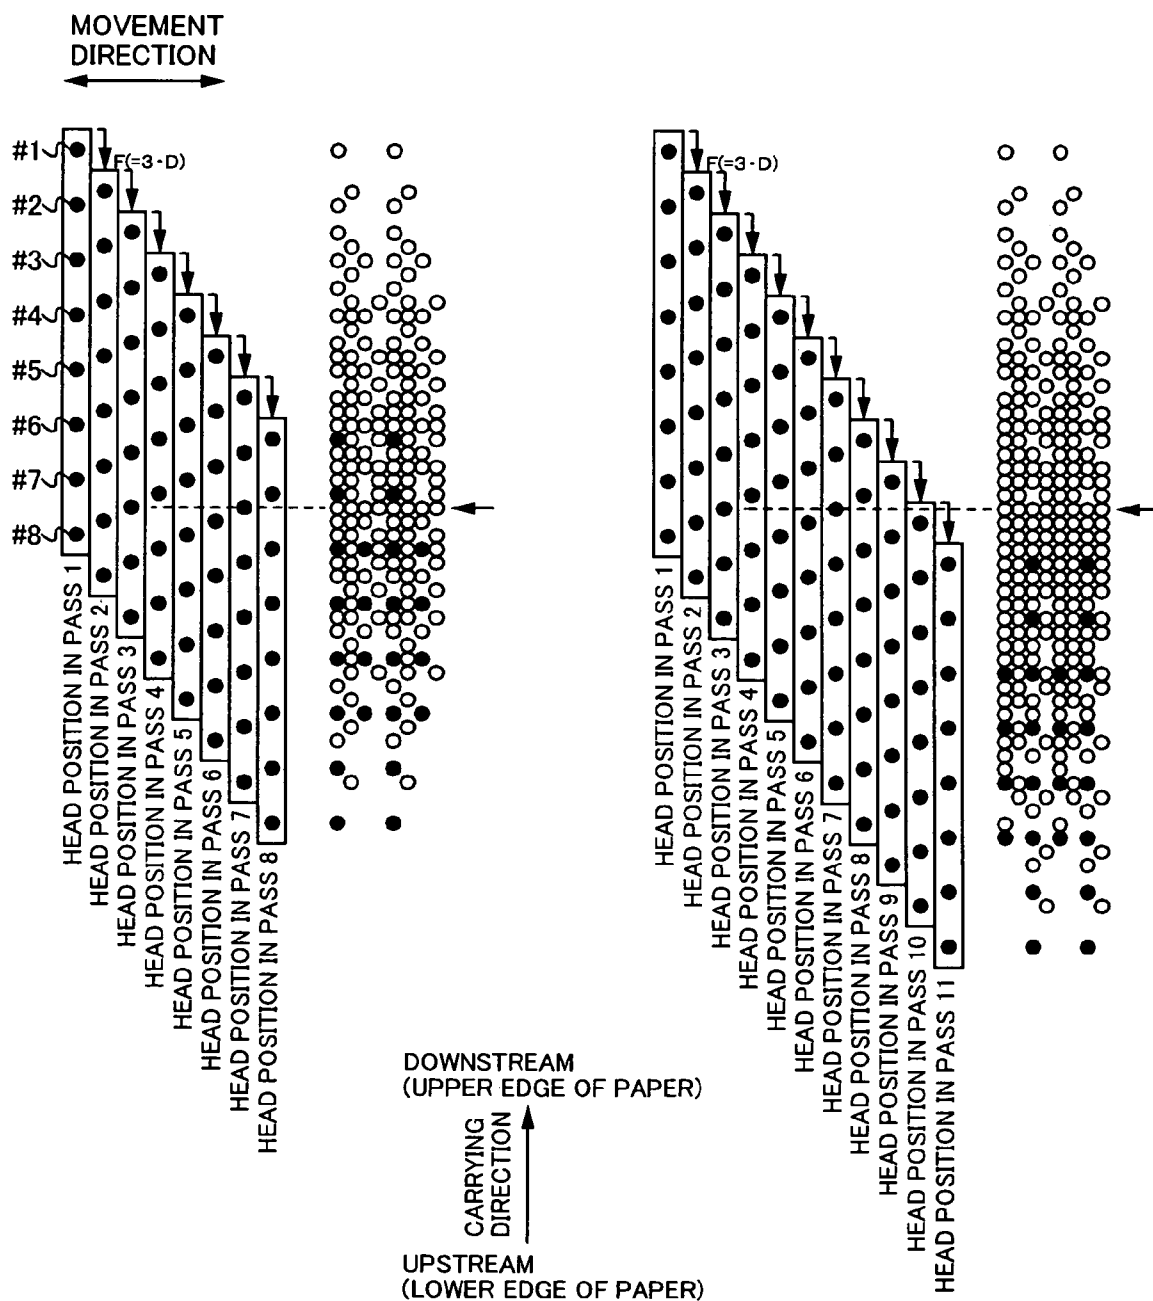 MOVEMENT
DIRECTION
#1
#2
#3
#4
#5
#6
#7
#8
F(=3·D)
HEAD POSITION IN PASS 1
HEAD POSITION IN PASS 2
HEAD POSITION IN PASS 3
HEAD POSITION IN PASS 4
HEAD POSITION IN PASS 5
HEAD POSITION IN PASS 6
HEAD POSITION IN PASS 7
HEAD POSITION IN PASS 8
F(=3·D)
HEAD POSITION IN PASS 1
HEAD POSITION IN PASS 2
HEAD POSITION IN PASS 3
HEAD POSITION IN PASS 4
HEAD POSITION IN PASS 5
HEAD POSITION IN PASS 6
HEAD POSITION IN PASS 7
HEAD POSITION IN PASS 8
HEAD POSITION IN PASS 9
HEAD POSITION IN PASS 10
HEAD POSITION IN PASS 11
DOWNSTREAM
(UPPER EDGE OF PAPER)
CARRYING
DIRECTION
UPSTREAM
(LOWER EDGE OF PAPER)